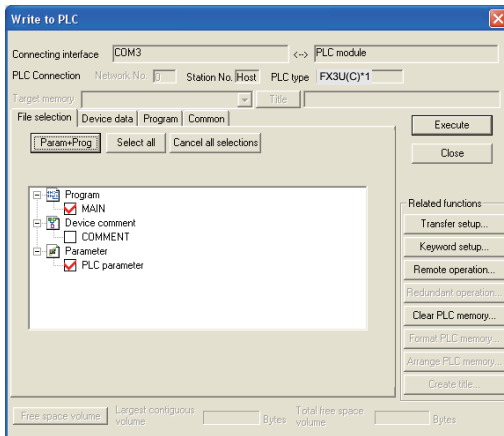 Write to PLC
Connecting interface COM3 <--> PLC module
PLC Connection Network No. 0 Station No. Host PLC type FX3U(C)*1
Target memory Title
File selection Device data Program Common
Param+Prog Select all Cancel all selections
Execute
Close
Program
MAIN
Device comment
COMMENT
Parameter
PLC parameter
Related functions
Transfer setup...
Keyword setup...
Remote operation...
Redundant operation...
Clear PLC memory...
Format PLC memory...
Arrange PLC memory...
Create title...
Free space volume Largest contiguous volume Bytes Total free space volume Bytes